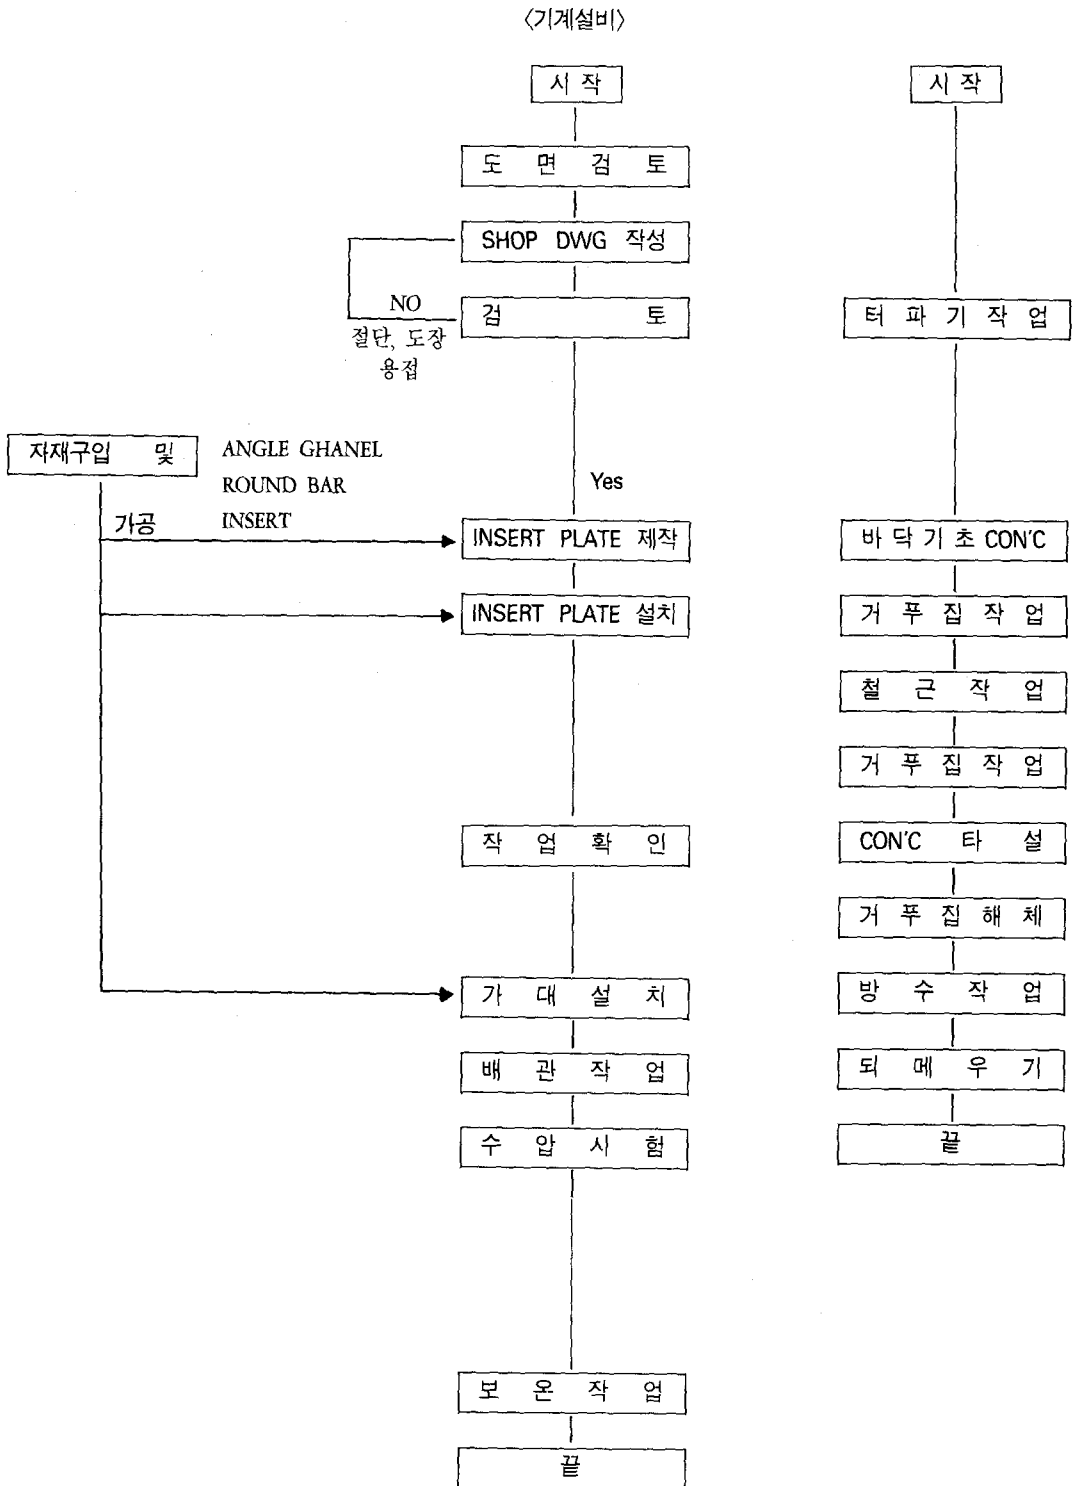 〈기계설비〉
시작
도면검토
SHOP DWG 작성
NO
검토
절단, 도장
용접
자재구입 및
ANGLE GHANEL
ROUND BAR
INSERT
가공
Yes
INSERT PLATE 제작
INSERT PLATE 설치
작업확인
가대설치
배관작업
수압시험
보온작업
끝
시작
터파기작업
바닥기초 CON'C
거푸집작업
철근작업
거푸집작업
CON'C 타설
거푸집해체
방수작업
되메우기
끝